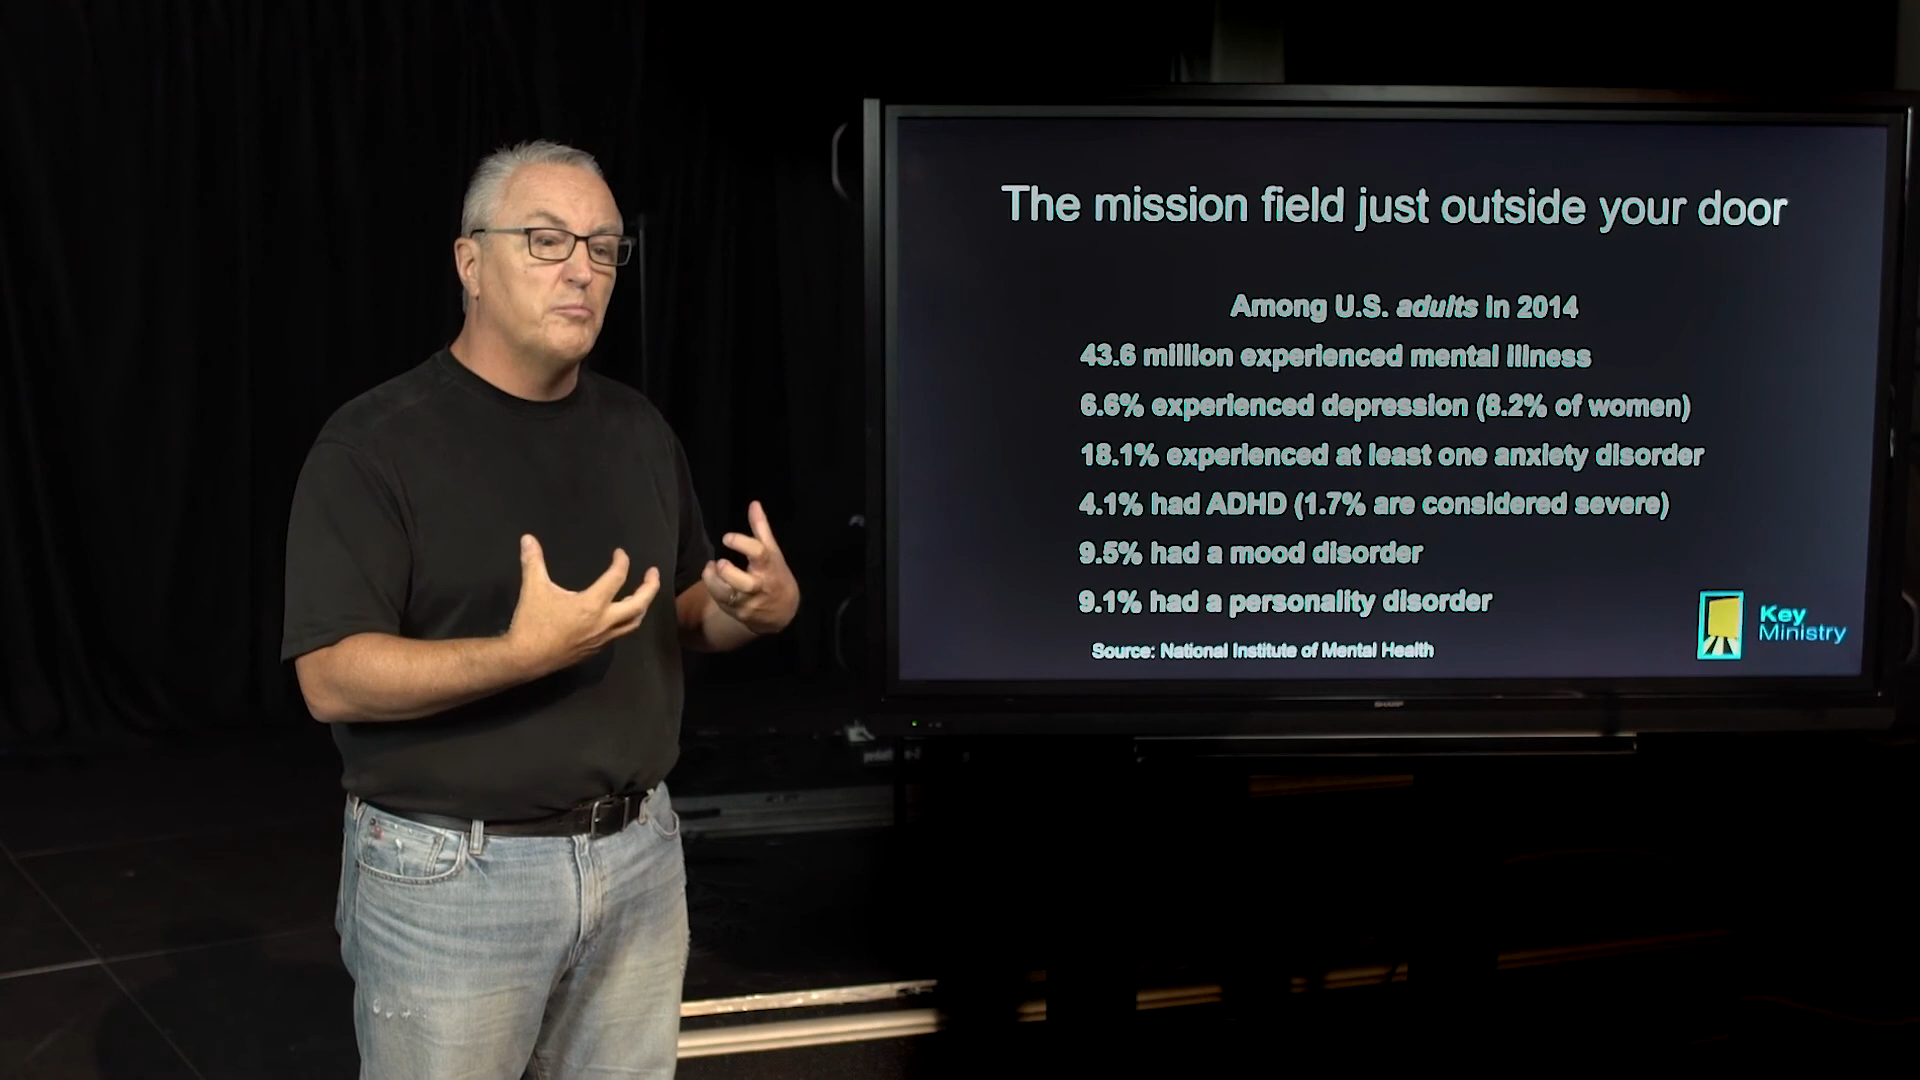 The mission field just outside your door
Among U.S. adults in 2014
43.6 million experienced mental illness
6.6% experienced depression (8.2% of women)
18.1% experienced at least one anxiety disorder
4.1% had ADHD (1.7% are considered severe)
9.5% had a mood disorder
9.1% had a personality disorder
Source: National Institute of Mental Health
Key
Ministry
SHARP